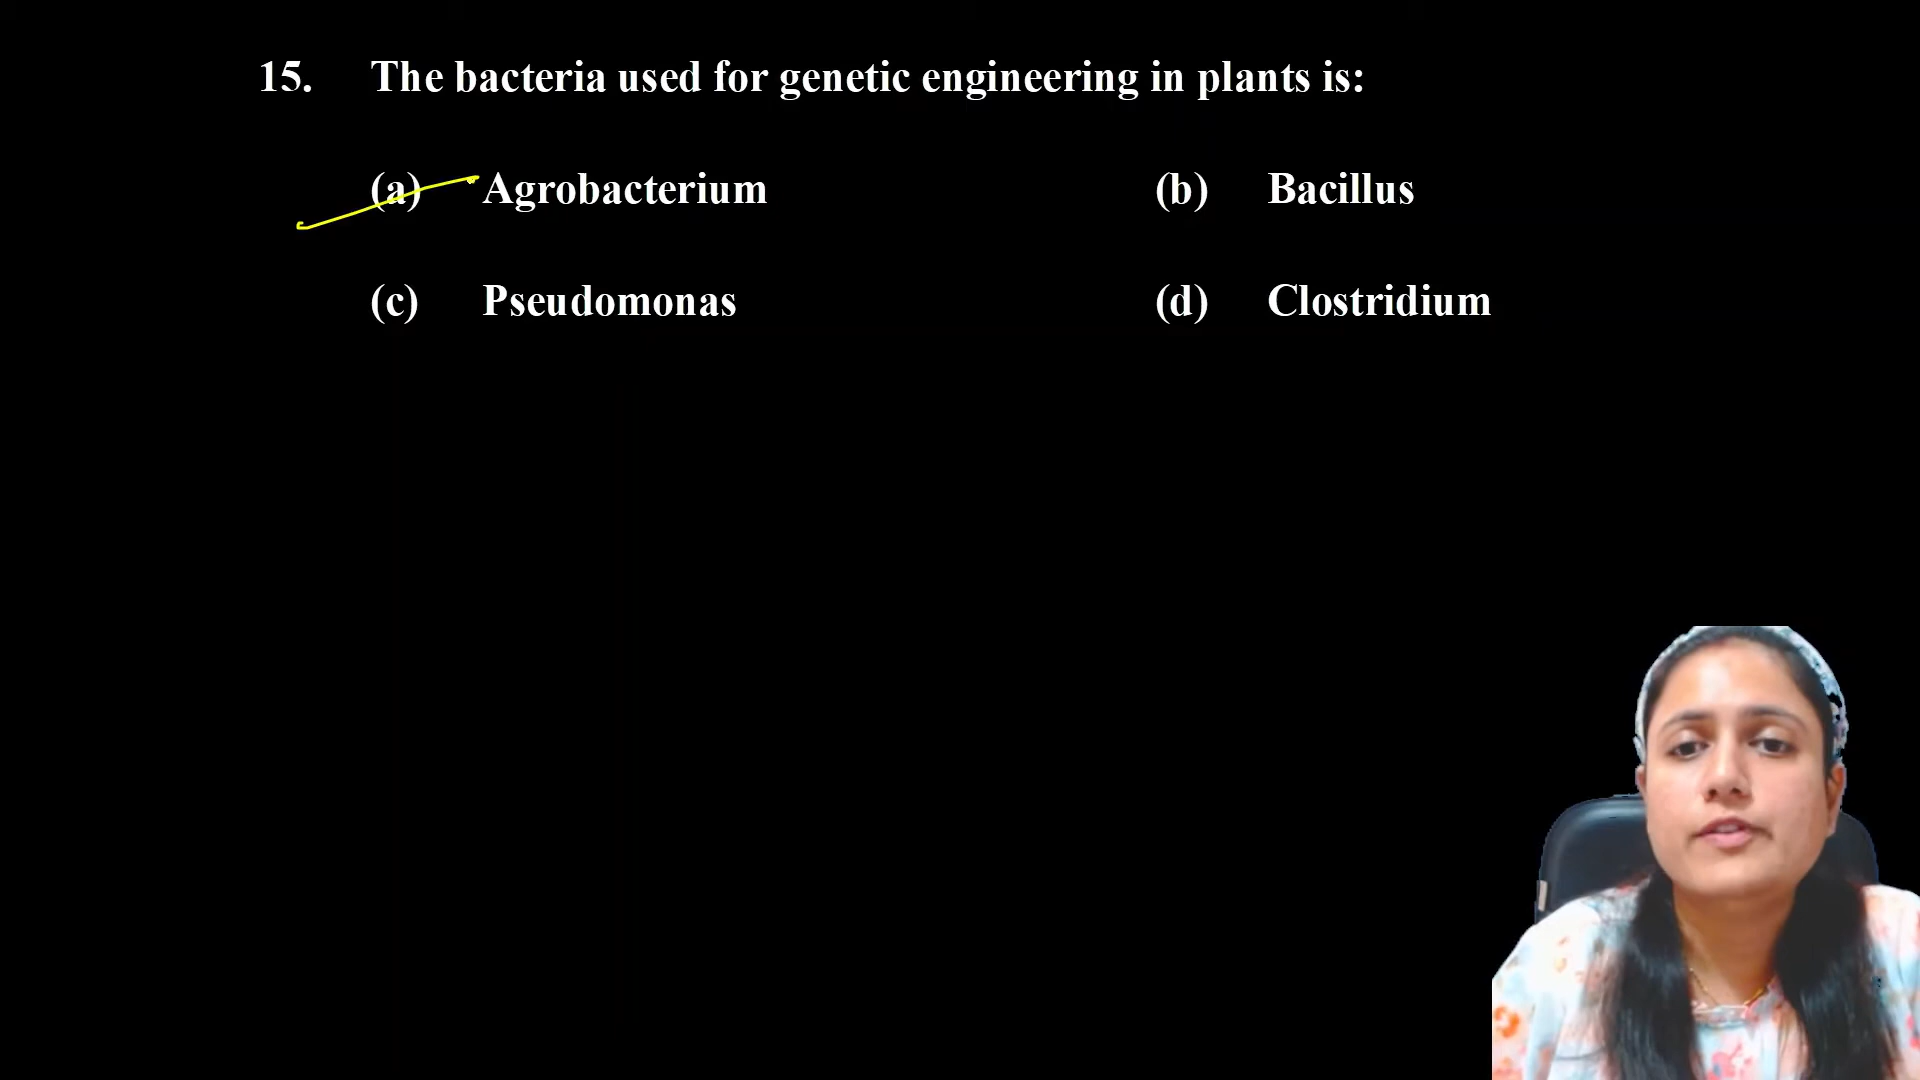 15. The bacteria used for genetic engineering in plants is:
(a) Agrobacterium (b) Bacillus
(c) Pseudomonas (d) Clostridium